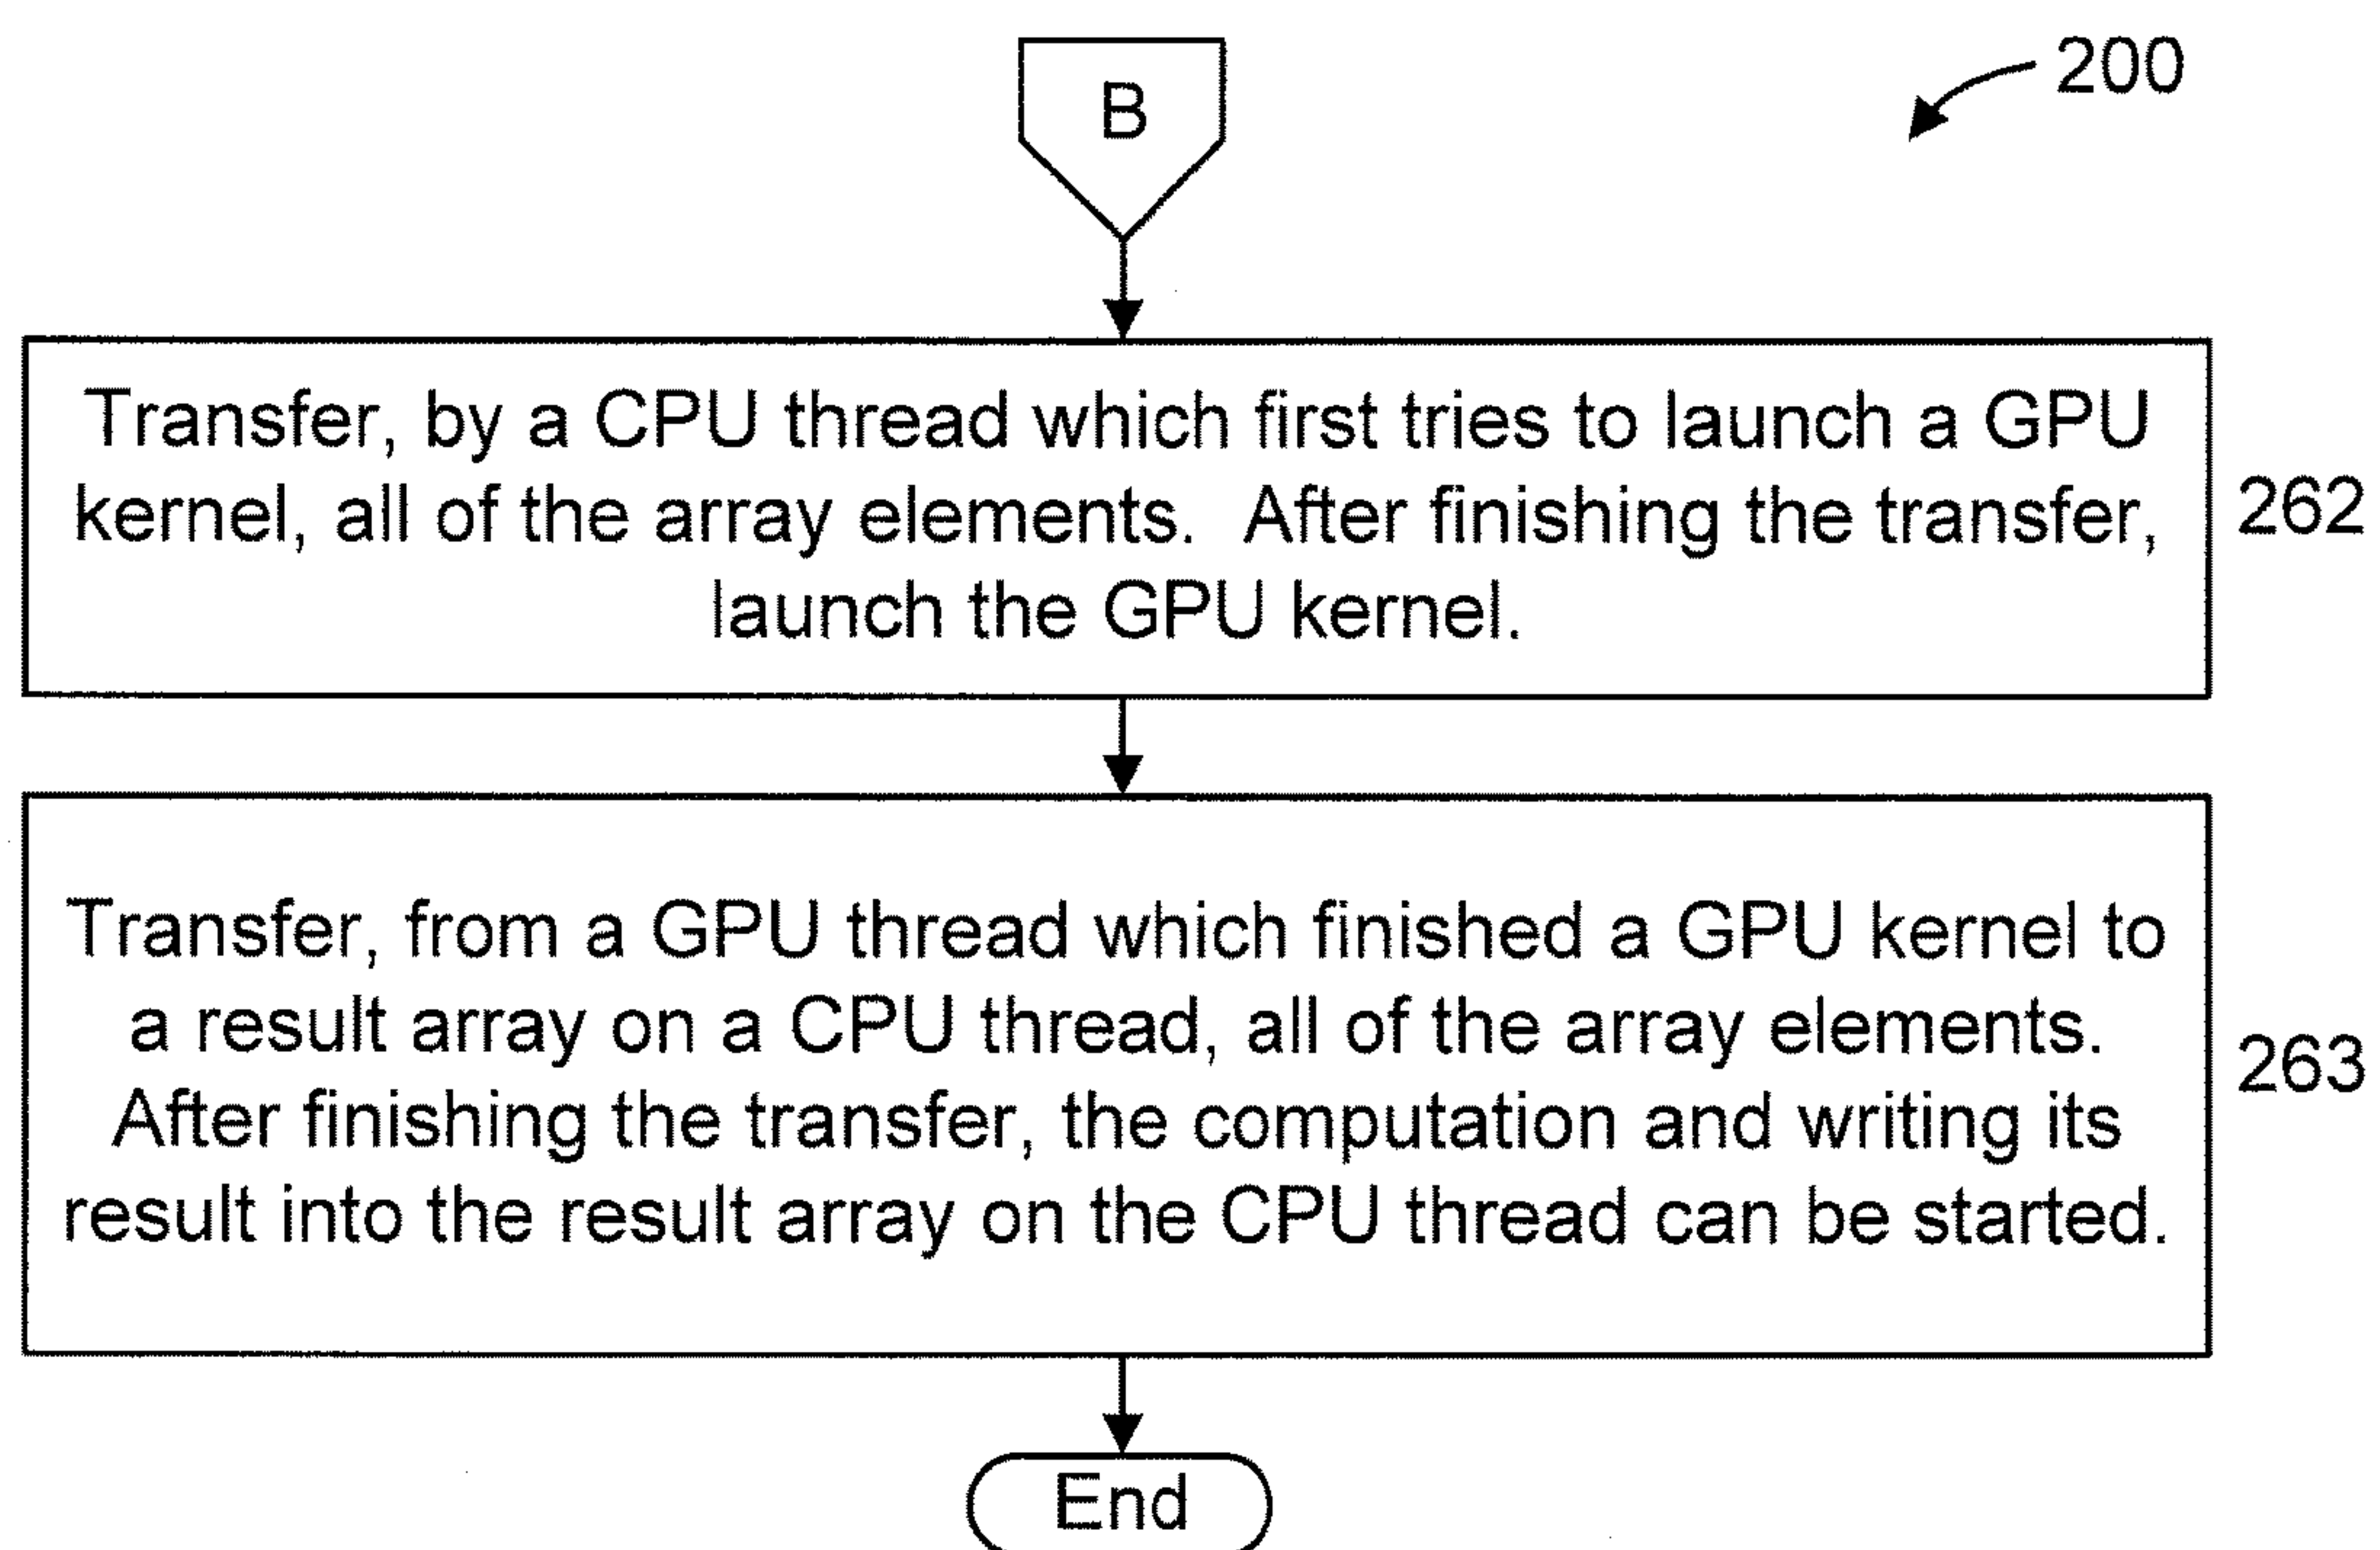 B
200
Transfer, by a CPU thread which first tries to launch a GPU
kernel, all of the array elements. After finishing the transfer,
launch the GPU kernel.
262
Transfer, from a GPU thread which finished a GPU kernel to
a result array on a CPU thread, all of the array elements.
After finishing the transfer, the computation and writing its
result into the result array on the CPU thread can be started.
263
End